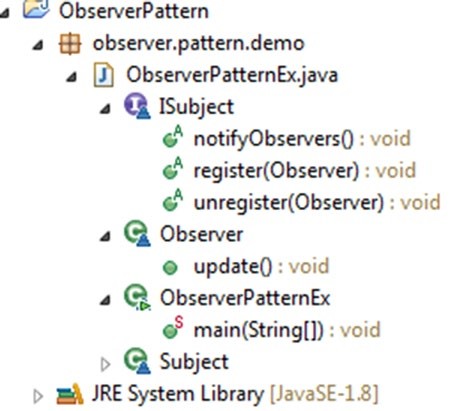 ObserverPattern
observer.pattern.demo
ObserverPatternEx.java
ISubject
notifyObservers() : void
register(Observer) : void
unregister(Observer) : void
Observer
update() : void
ObserverPatternEx
main(String[]) : void
Subject
JRE System Library [JavaSE-1.8]